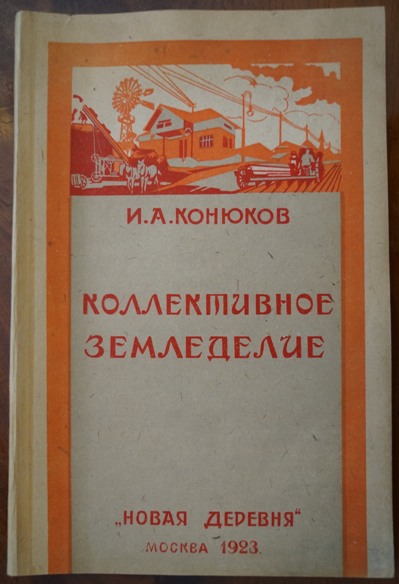 И.А.КОНЮКОВ
КОЛЛЕКТИВНОЕ
ЗЕМЛЕДЕЛИЕ
„НОВАЯ ДЕРЕВНЯ“
МОСКВА 1923.